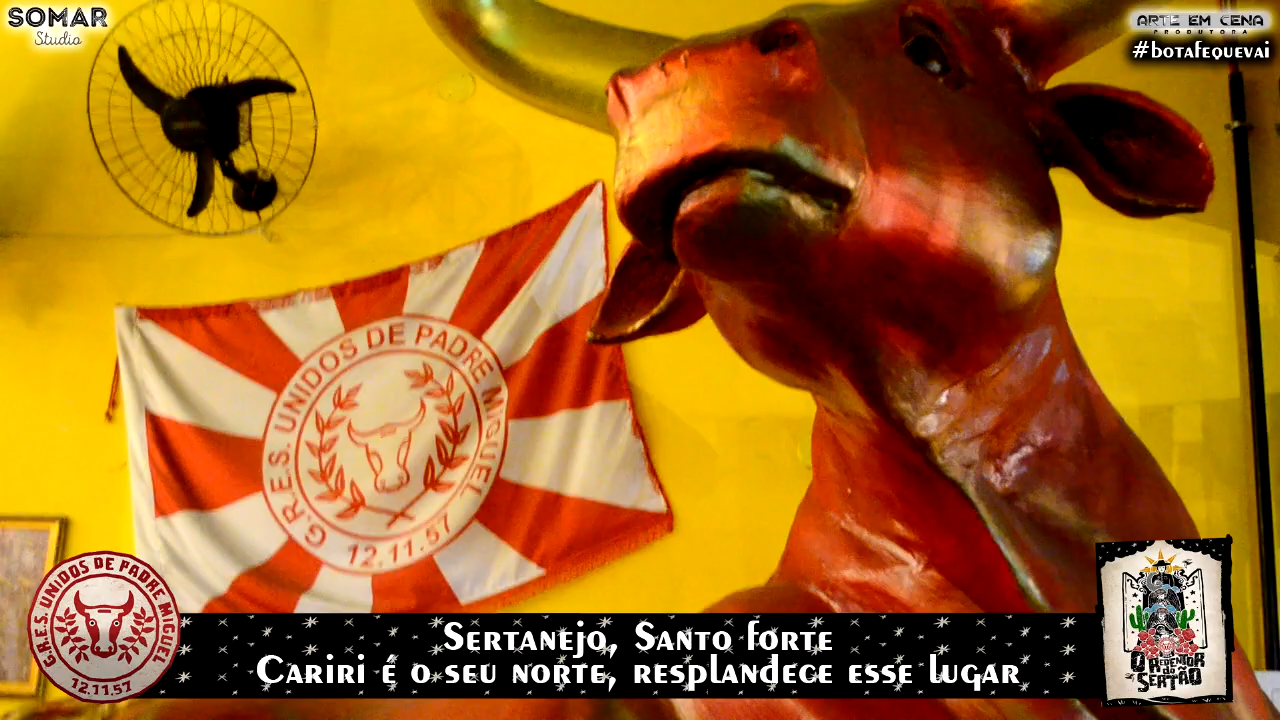 SOMAR
Studio
ARTE EM CENA
PRODUTORA
#BOTAFEQUEVAI
G.R.E.S. UNIDOS DE PADRE MIGUEL
12.11.57
G.R.E.S. UNIDOS DE PADRE MIGUEL
12.11.57
SERTANEJO, SANTO FORTE
CARIRI É O SEU NORTE, RESPLANDECE ESSE LUGAR
O REDENTOR
DO
SERTÃO